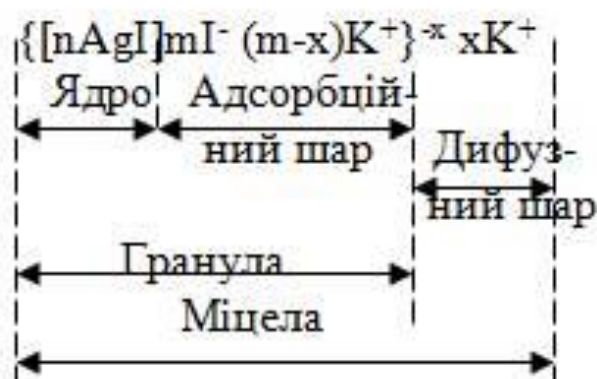 {[nAgI]mI⁻ (m-x)K⁺}⁻ˣ xK⁺
Ядро Адсорбцій-
ний шар Дифуз-
ний шар
Гранула
Міцела